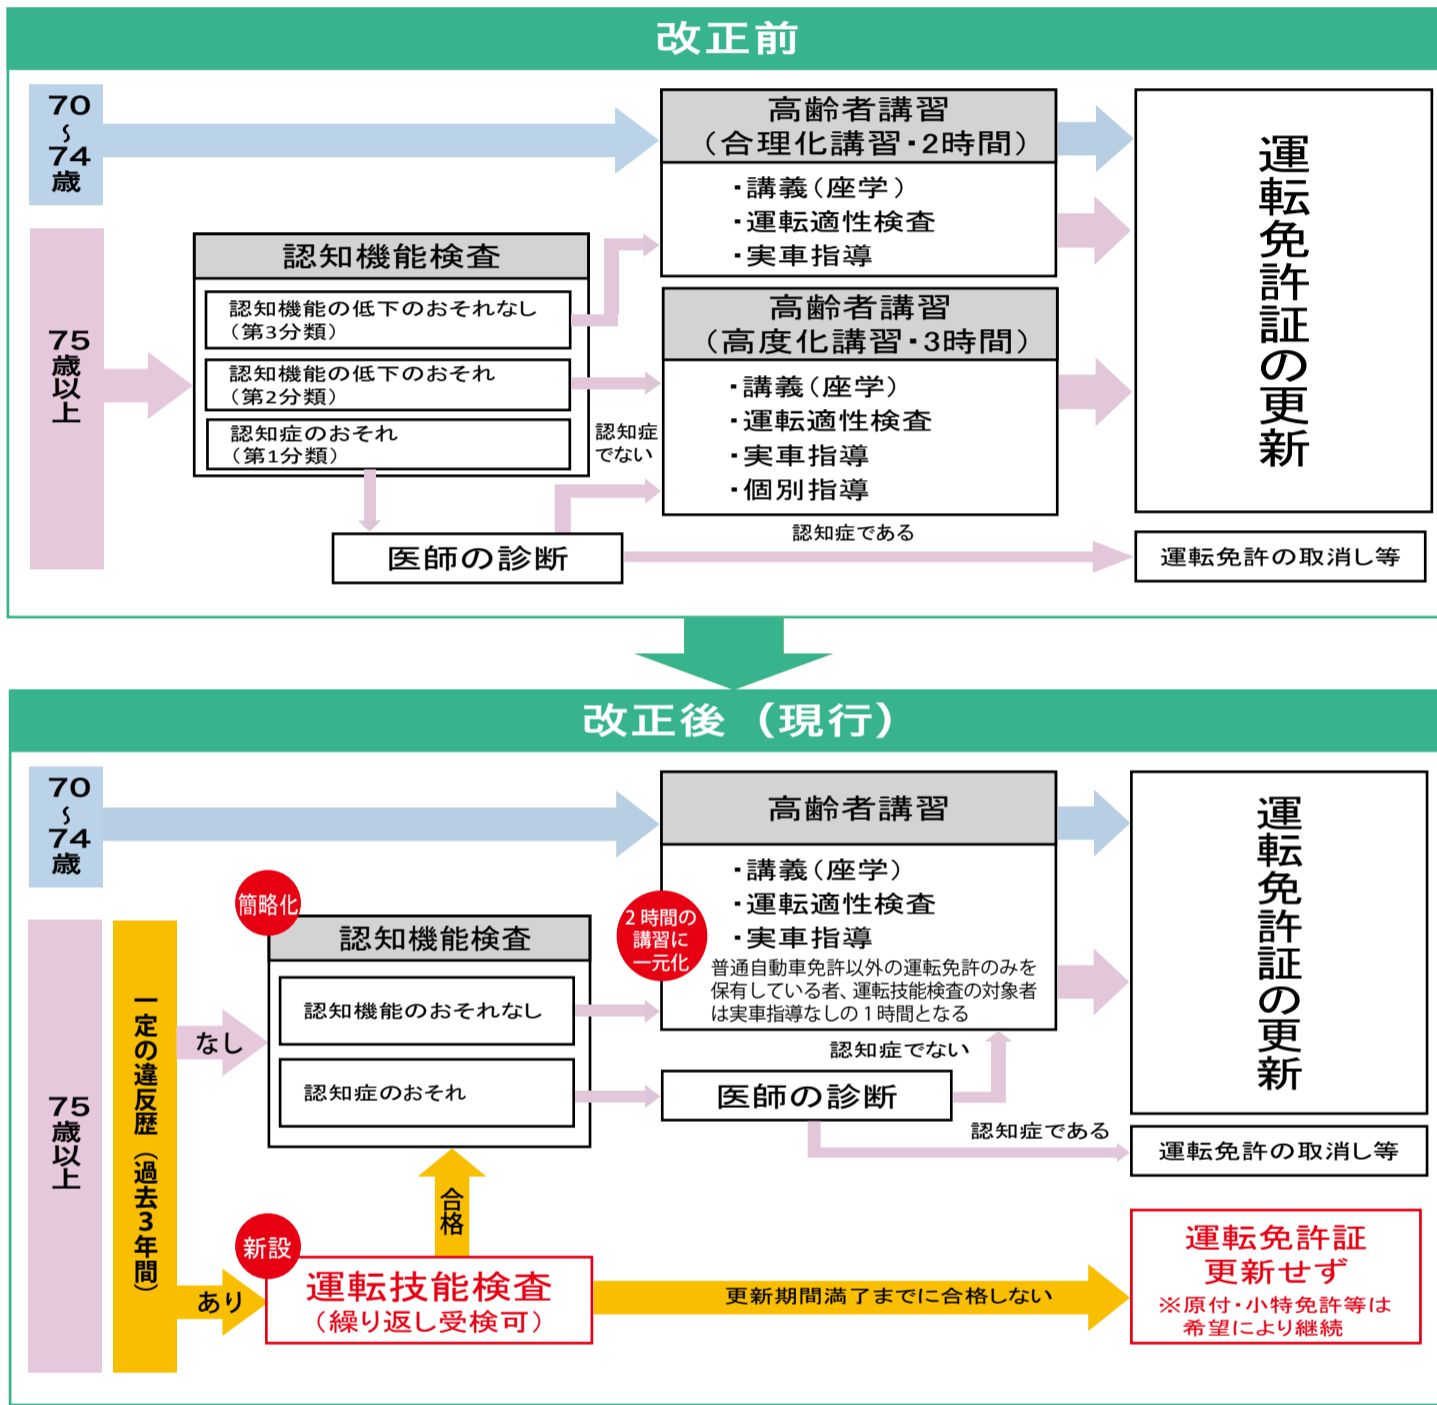 改正前
70
～
74
歳
高齢者講習
（合理化講習・2時間）
・講義（座学）
・運転適性検査
・実車指導
運転免許証の更新
75
歳
以
上
認知機能検査
認知機能の低下のおそれなし
（第3分類）
認知機能の低下のおそれ
（第2分類）
認知症のおそれ
（第1分類）
認知症
でない
高齢者講習
（高度化講習・3時間）
・講義（座学）
・運転適性検査
・実車指導
・個別指導
医師の診断
認知症である
運転免許の取消し等
改正後（現行）
70
～
74
歳
高齢者講習
・講義（座学）
・運転適性検査
・実車指導
普通自動車免許以外の運転免許のみを
保有している者、運転技能検査の対象者
は実車指導なしの1時間となる
2時間の
講習に
一元化
運転免許証の更新
75
歳
以
上
一定の違反歴（過去3年間）
なし
簡略化
認知機能検査
認知機能のおそれなし
認知症のおそれ
認知症でない
医師の診断
認知症である
運転免許の取消し等
合格
あり
新設
運転技能検査
（繰り返し受検可）
更新期間満了までに合格しない
運転免許証
更新せず
※原付・小特免許等は
希望により継続